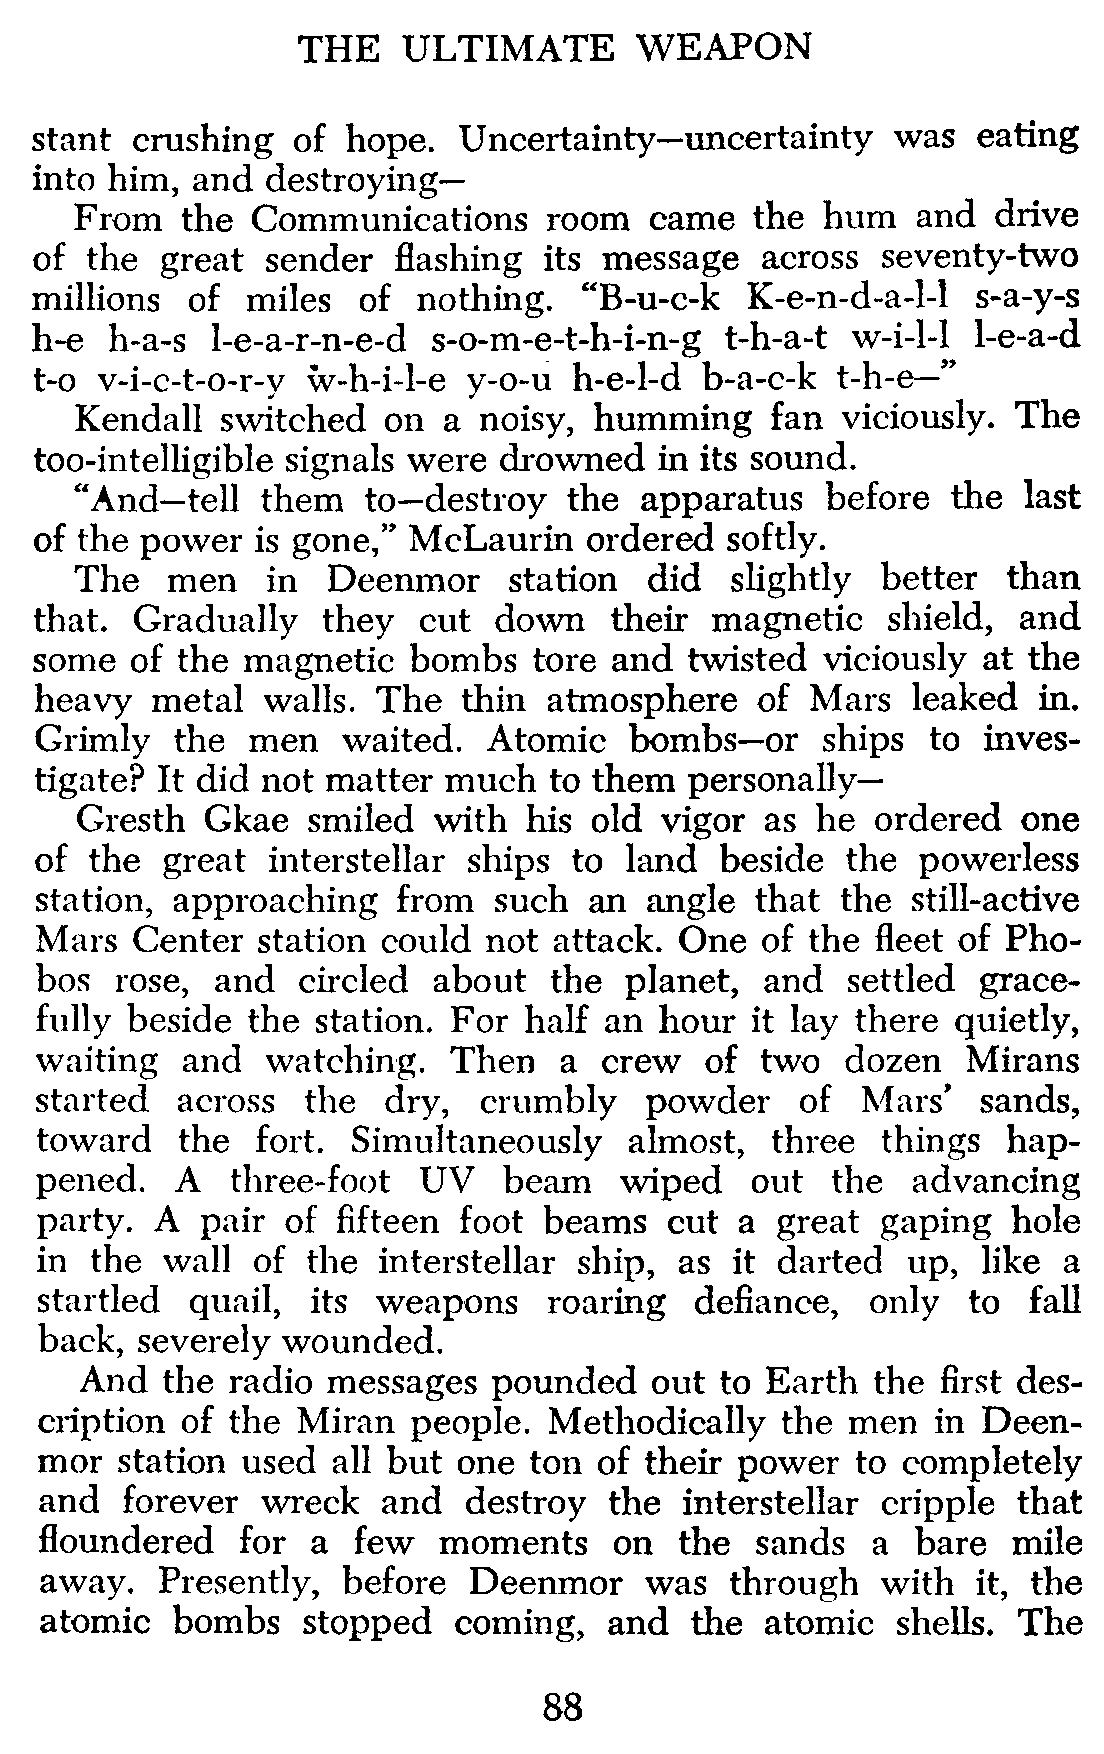 THE ULTIMATE WEAPON
stant crushing of hope. Uncertainty—uncertainty was eating
into him, and destroying—
From the Communications room came the hum and drive
of the great sender flashing its message across seventy-two
millions of miles of nothing. “B-u-c-k K-e-n-d-a-l-l s-a-y-s
h-e h-a-s l-e-a-r-n-e-d s-o-m-e-t-h-i-n-g t-h-a-t w-i-l-l l-e-a-d
t-o v-i-c-t-o-r-y w-h-i-l-e y-o-u h-e-l-d b-a-c-k t-h-e—”
Kendall switched on a noisy, humming fan viciously. The
too-intelligible signals were drowned in its sound.
“And—tell them to—destroy the apparatus before the last
of the power is gone,” McLaurin ordered softly.
The men in Deenmor station did slightly better than
that. Gradually they cut down their magnetic shield, and
some of the magnetic bombs tore and twisted viciously at the
heavy metal walls. The thin atmosphere of Mars leaked in.
Grimly the men waited. Atomic bombs—or ships to inves-
tigate? It did not matter much to them personally—
Gresth Gkae smiled with his old vigor as he ordered one
of the great interstellar ships to land beside the powerless
station, approaching from such an angle that the still-active
Mars Center station could not attack. One of the fleet of Pho-
bos rose, and circled about the planet, and settled grace-
fully beside the station. For half an hour it lay there quietly,
waiting and watching. Then a crew of two dozen Mirans
started across the dry, crumbly powder of Mars’ sands,
toward the fort. Simultaneously almost, three things hap-
pened. A three-foot UV beam wiped out the advancing
party. A pair of fifteen foot beams cut a great gaping hole
in the wall of the interstellar ship, as it darted up, like a
startled quail, its weapons roaring defiance, only to fall
back, severely wounded.
And the radio messages pounded out to Earth the first des-
cription of the Miran people. Methodically the men in Deen-
mor station used all but one ton of their power to completely
and forever wreck and destroy the interstellar cripple that
floundered for a few moments on the sands a bare mile
away. Presently, before Deenmor was through with it, the
atomic bombs stopped coming, and the atomic shells. The
88